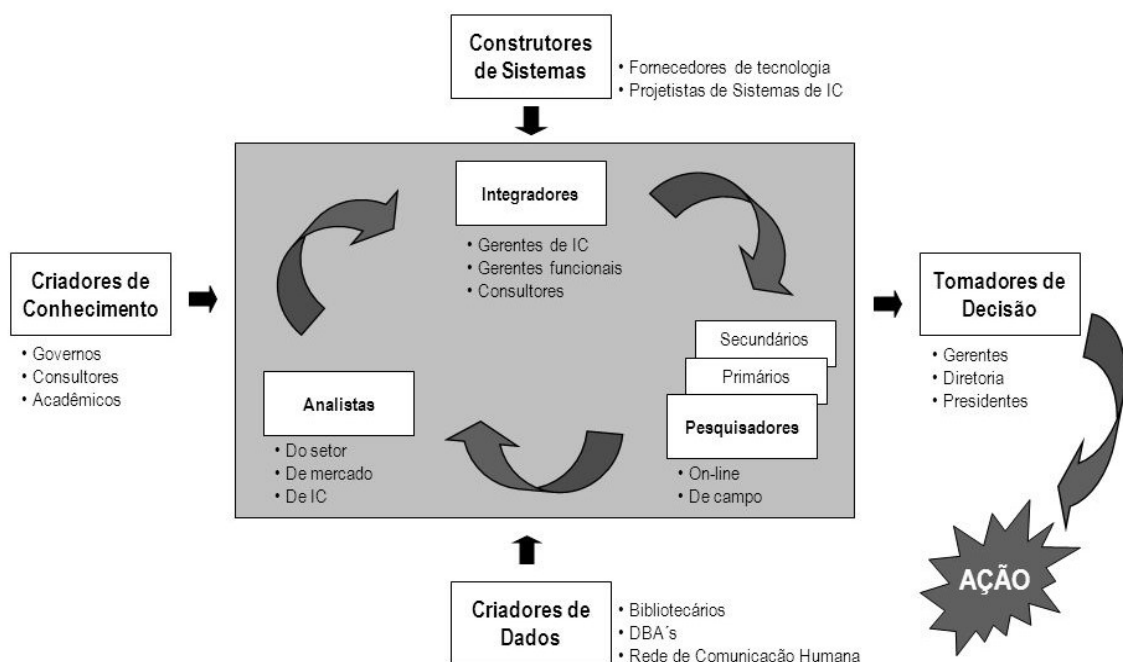 Construtores
de Sistemas
• Fornecedores de tecnologia
• Projetistas de Sistemas de IC
Integradores
• Gerentes de IC
• Gerentes funcionais
• Consultores
Criadores de
Conhecimento
• Governos
• Consultores
• Acadêmicos
Tomadores de
Decisão
• Gerentes
• Diretoria
• Presidentes
Secundários
Primários
Pesquisadores
• On-line
• De campo
Analistas
• Do setor
• De mercado
• De IC
AÇÃO
Criadores de
Dados
• Bibliotecários
• DBA´s
• Rede de Comunicação Humana